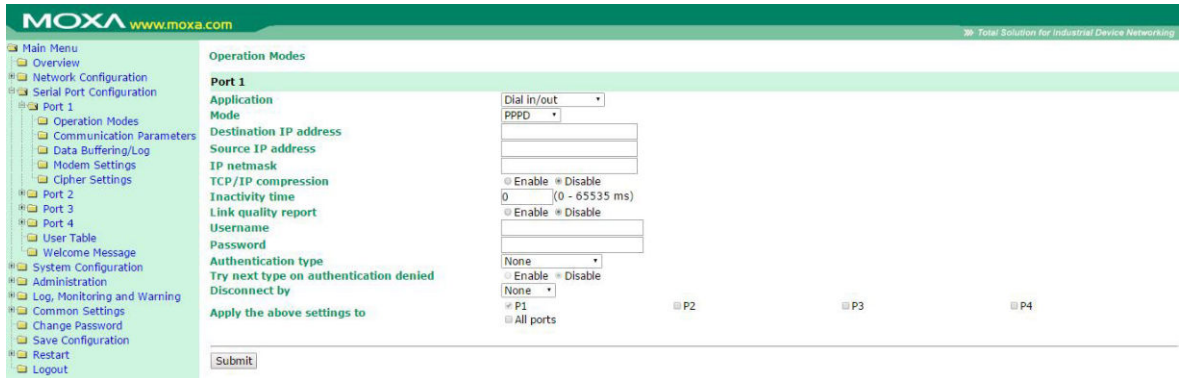 MOXA www.moxa.com
Total Solution for Industrial Device Networking
Main Menu
Overview
Network Configuration
Serial Port Configuration
Port 1
Operation Modes
Communication Parameters
Data Buffering/Log
Modem Settings
Cipher Settings
Port 2
Port 3
Port 4
User Table
Welcome Message
System Configuration
Administration
Log, Monitoring and Warning
Common Settings
Change Password
Save Configuration
Restart
Logout
Operation Modes
Port 1
Application Dial in/out
Mode PPPD
Destination IP address
Source IP address
IP netmask
TCP/IP compression Enable Disable
Inactivity time 0 (0 - 65535 ms)
Link quality report Enable Disable
Username
Password
Authentication type None
Try next type on authentication denied Enable Disable
Disconnect by None
Apply the above settings to P1 P2 P3 P4
All ports
Submit